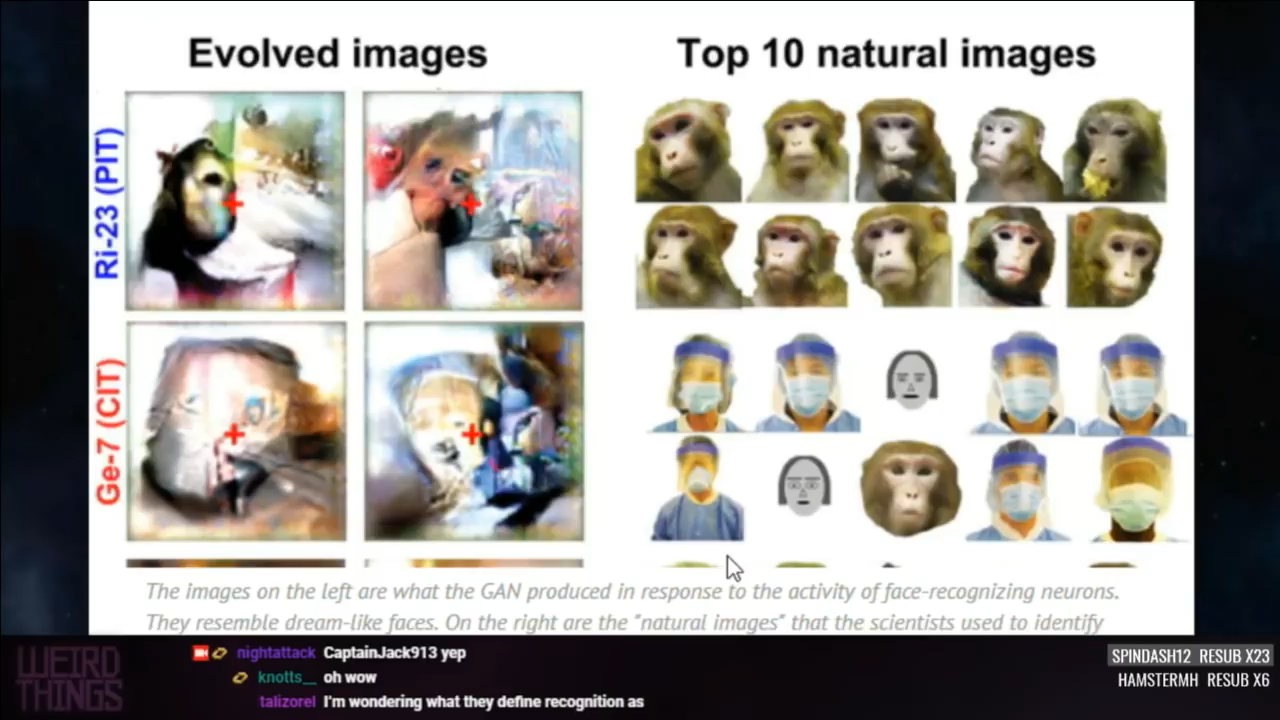 Evolved images
Top 10 natural images
Ri-23 (PIT)
Ge-7 (CIT)
The images on the left are what the GAN produced in response to the activity of face-recognizing neurons.
They resemble dream-like faces. On the right are the "natural images" that the scientists used to identify
WEIRD
THINGS
nightattack CaptainJack913 yep
knotts__ oh wow
talizorel I'm wondering what they define recognition as
SPINDASH12 RESUB X23
HAMSTERMH RESUB X6